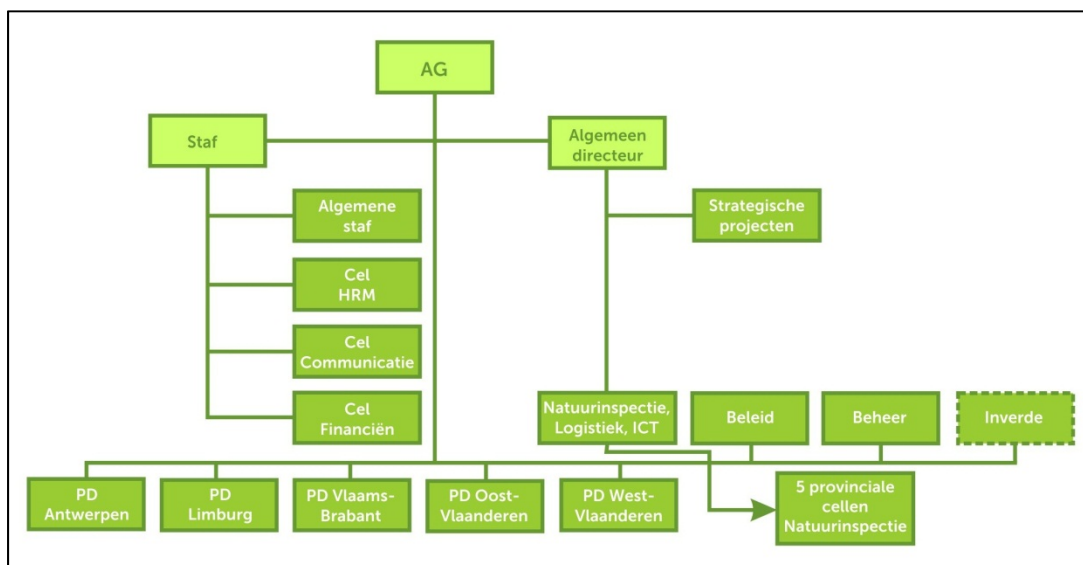 AG
Staf
Algemeen
directeur
Algemene
staf
Strategische
projecten
Cel
HRM
Cel
Communicatie
Cel
Financiën
Natuurinspectie,
Logistiek, ICT
Beleid
Beheer
Inverde
PD
Antwerpen
PD
Limburg
PD Vlaams-
Brabant
PD Oost-
Vlaanderen
PD West-
Vlaanderen
5 provinciale
cellen
Natuurinspectie